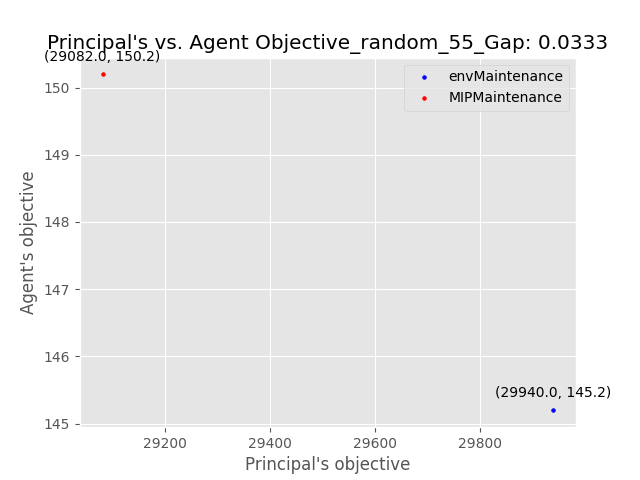 Principal's vs. Agent Objective_random_55_Gap: 0.0333
(29082.0, 150.2)
envMaintenance
MIPMaintenance
150
149
148
147
146
145
Agent's objective
(29940.0, 145.2)
29200 29400 29600 29800
Principal's objective